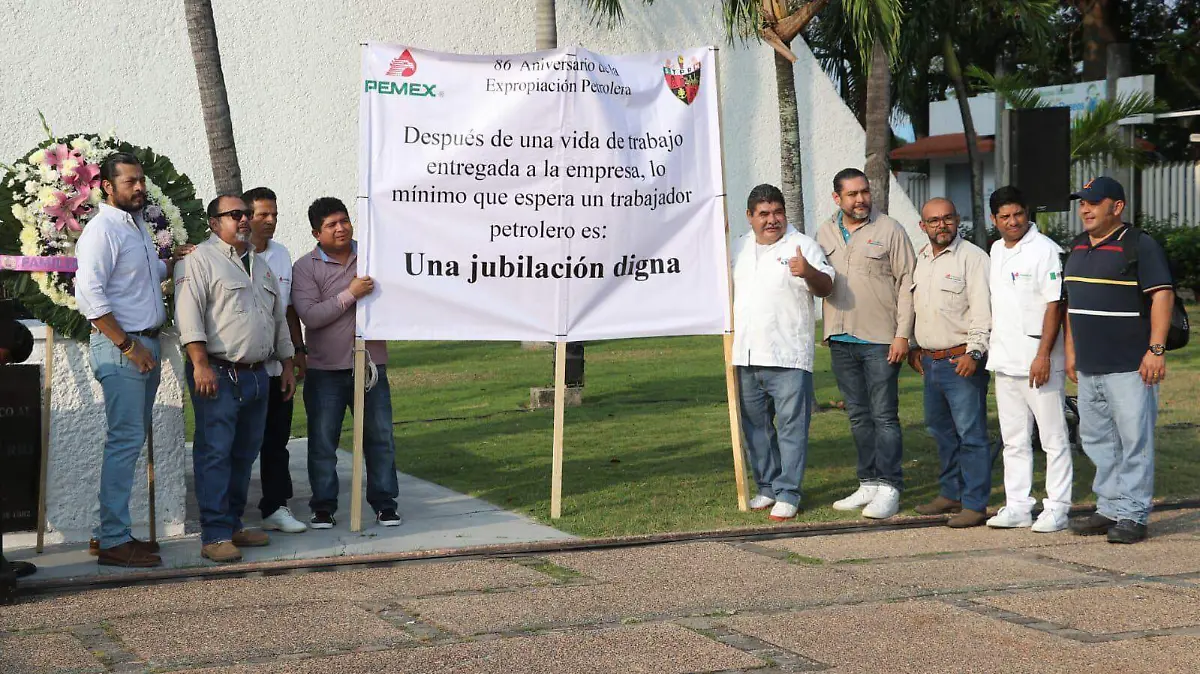 PEMEX
86 Aniversario de la
Expropiación Petrolera
Después de una vida de trabajo
entregada a la empresa, lo
mínimo que espera un trabajador
petrolero es:
Una jubilación digna